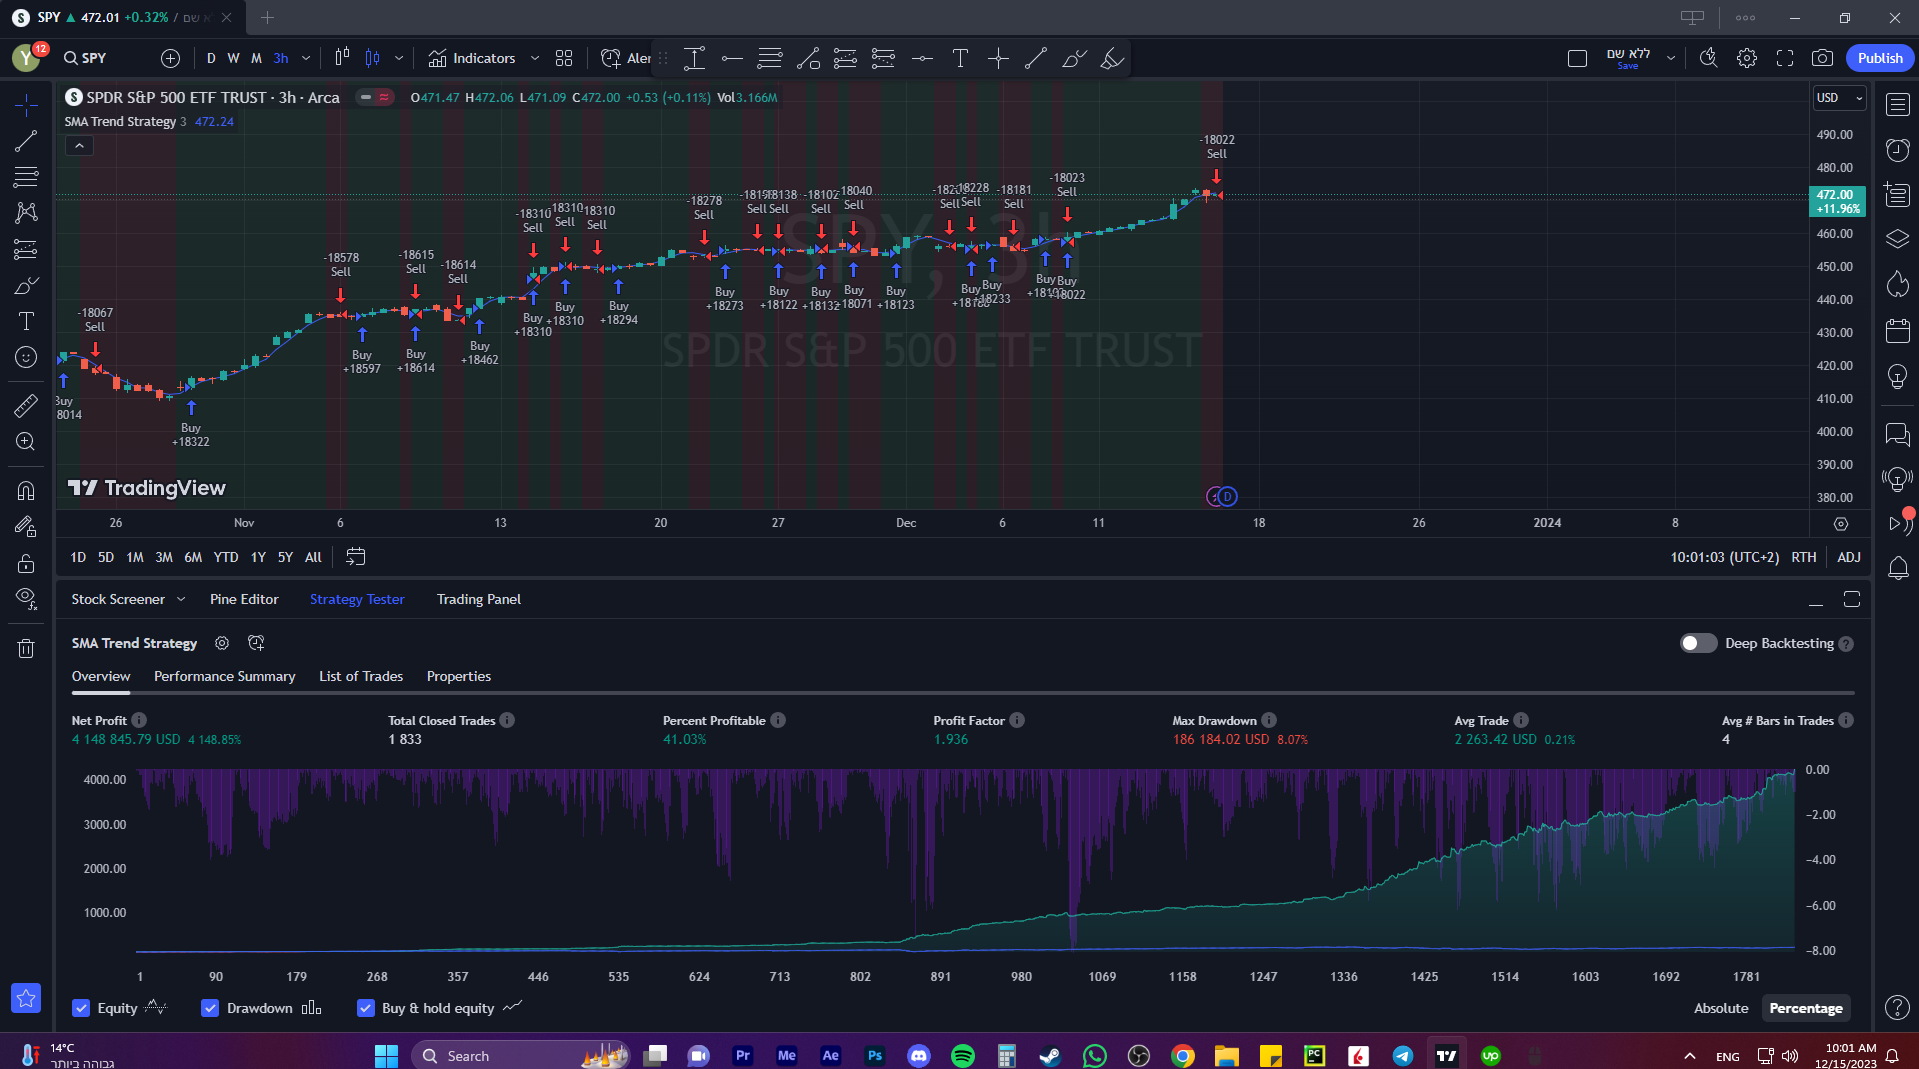 SPY ▲ 472.01 +0.32% / ללא שם
Y 12 SPY D W M 3h Indicators Aler ללא שם Save Publish
SPDR S&P 500 ETF TRUST · 3h · Arca O471.47 H472.06 L471.09 C472.00 +0.53 (+0.11%) Vol3.166M
USD
SMA Trend Strategy 3 472.24
490.00
480.00
472.00
+11.96%
460.00
450.00
440.00
430.00
420.00
410.00
400.00
390.00
380.00
-18067
Sell
-18578
Sell
-18615
Sell
-18614
Sell
-18310
Sell
-18310
Sell
-18310
Sell
-18278
Sell
Sell
-18138
Sell
-18102
Sell
-18040
Sell
Sell
-18228
Sell
-18181
Sell
-18023
Sell
-18022
Sell
Buy
8014
Buy
+18322
Buy
+18597
Buy
+18614
Buy
+18462
Buy
+18310
Buy
+18310
Buy
+18294
Buy
+18273
Buy
+18122
Buy
+18132
Buy
+18071
Buy
+18123
Buy
Buy
+18233
Buy
Buy
+18022
SPY, 3h
SPDR S&P 500 ETF TRUST
TradingView
D
26 Nov 6 13 20 27 Dec 6 11 18 26 2024 8
1D 5D 1M 3M 6M YTD 1Y 5Y All 10:01:03 (UTC+2) RTH ADJ
Stock Screener Pine Editor Strategy Tester Trading Panel
SMA Trend Strategy Deep Backtesting
Overview Performance Summary List of Trades Properties
Net Profit Total Closed Trades Percent Profitable Profit Factor Max Drawdown Avg Trade Avg # Bars in Trades
4 148 845.79 USD 4 148.85% 1 833 41.03% 1.936 186 184.02 USD 8.07% 2 263.42 USD 0.21% 4
4000.00
3000.00
2000.00
1000.00
0.00
−2.00
−4.00
−6.00
−8.00
1 90 179 268 357 446 535 624 713 802 891 980 1069 1158 1247 1336 1425 1514 1603 1692 1781
Equity Drawdown Buy & hold equity Absolute Percentage
14°C
גבוהה ביותר
Search Pr Me Ae Ps PC up ENG 10:01 AM
12/15/2023